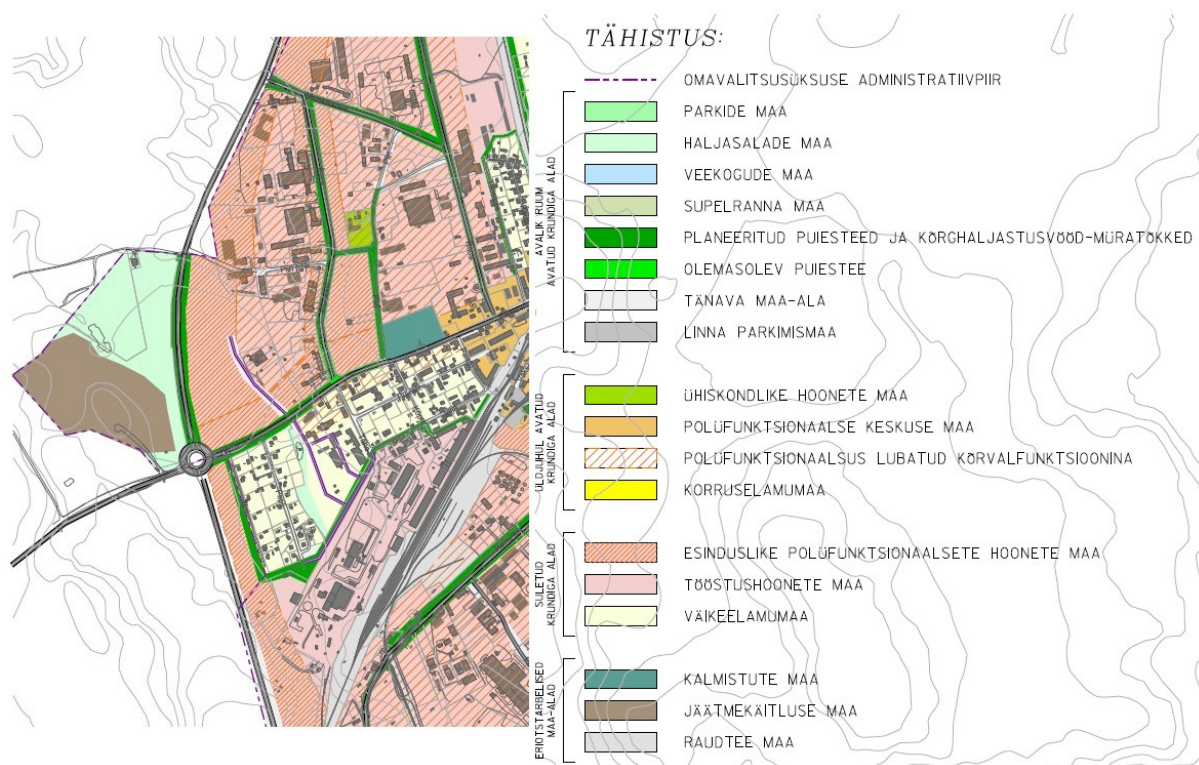 TÄHISTUS:
OMAVALITSUSÜKSUSE ADMINISTRATIIVPIIR
AVALIK RUUM
AVATUD KRUNDIGA ALAD
PARKIDE MAA
HALJASALADE MAA
VEEKOGUDE MAA
SUPELRANNA MAA
PLANEERITUD PUIESTEED JA KÕRGHALJASTUSVÖÖD-MÜRATÕKKED
OLEMASOLEV PUIESTEE
TÄNAVA MAA-ALA
LINNA PARKIMISMAA
ÜLDJUHUL AVATUD
KRUNDIGA ALAD
ÜHISKONDLIKE HOONETE MAA
POLÜFUNKTSIONAALSE KESKUSE MAA
POLÜFUNKTSIONAALSUS LUBATUD KÕRVALFUNKTSIOONINA
KORRUSELAMUMAA
SULETUD
KRUNDIGA ALAD
ESINDUSLIKE POLÜFUNKTSIONAALSETE HOONETE MAA
TÖÖSTUSHOONETE MAA
VÄIKEELAMUMAA
ERIOTSTARBELISED
MAA-ALAD
KALMISTUTE MAA
JÄÄTMEKÄITLUSE MAA
RAUDTEE MAA